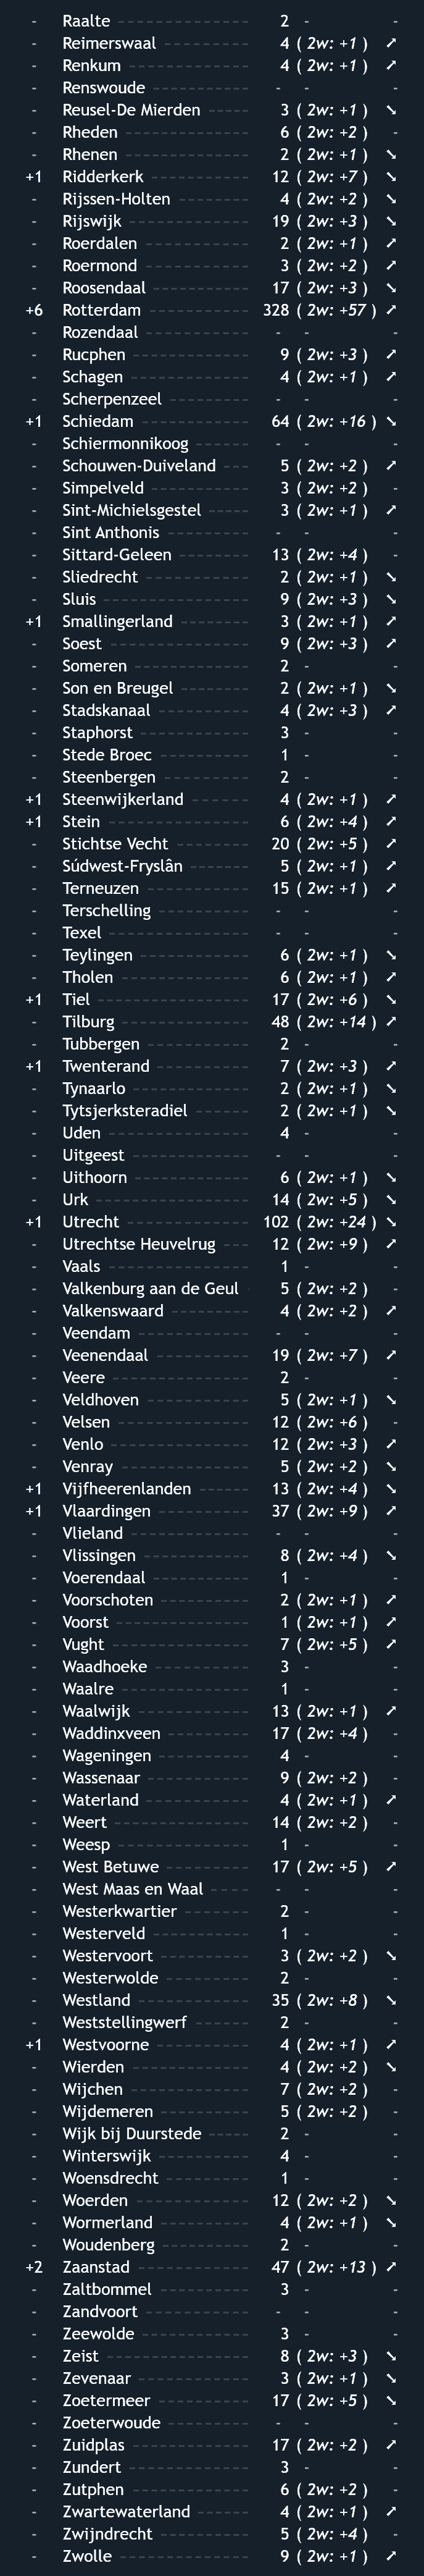 - Raalte 2 - -
- Reimerswaal 4 ( 2w: +1 ) ↗
- Renkum 4 ( 2w: +1 ) ↗
- Renswoude - - -
- Reusel-De Mierden 3 ( 2w: +1 ) ↘
- Rheden 6 ( 2w: +2 ) -
- Rhenen 2 ( 2w: +1 ) ↘
+1 Ridderkerk 12 ( 2w: +7 ) ↘
- Rijssen-Holten 4 ( 2w: +2 ) ↘
- Rijswijk 19 ( 2w: +3 ) ↘
- Roerdalen 2 ( 2w: +1 ) ↗
- Roermond 3 ( 2w: +2 ) ↗
- Roosendaal 17 ( 2w: +3 ) ↘
+6 Rotterdam 328 ( 2w: +57 ) ↗
- Rozendaal - - -
- Rucphen 9 ( 2w: +3 ) ↗
- Schagen 4 ( 2w: +1 ) ↗
- Scherpenzeel - - -
+1 Schiedam 64 ( 2w: +16 ) ↘
- Schiermonnikoog - - -
- Schouwen-Duiveland 5 ( 2w: +2 ) ↗
- Simpelveld 3 ( 2w: +2 ) -
- Sint-Michielsgestel 3 ( 2w: +1 ) ↗
- Sint Anthonis - - -
- Sittard-Geleen 13 ( 2w: +4 ) -
- Sliedrecht 2 ( 2w: +1 ) ↘
- Sluis 9 ( 2w: +3 ) ↘
+1 Smallingerland 3 ( 2w: +1 ) ↗
- Soest 9 ( 2w: +3 ) ↗
- Someren 2 - -
- Son en Breugel 2 ( 2w: +1 ) ↘
- Stadskanaal 4 ( 2w: +3 ) ↗
- Staphorst 3 - -
- Stede Broec 1 - -
- Steenbergen 2 - -
+1 Steenwijkerland 4 ( 2w: +1 ) ↗
+1 Stein 6 ( 2w: +4 ) ↗
- Stichtse Vecht 20 ( 2w: +5 ) ↗
- Súdwest-Fryslân 5 ( 2w: +1 ) ↗
- Terneuzen 15 ( 2w: +1 ) ↗
- Terschelling - - -
- Texel - - -
- Teylingen 6 ( 2w: +1 ) ↘
- Tholen 6 ( 2w: +1 ) ↗
+1 Tiel 17 ( 2w: +6 ) ↘
- Tilburg 48 ( 2w: +14 ) ↗
- Tubbergen 2 - -
+1 Twenterand 7 ( 2w: +3 ) ↗
- Tynaarlo 2 ( 2w: +1 ) ↘
- Tytsjerksteradiel 2 ( 2w: +1 ) ↘
- Uden 4 - -
- Uitgeest - - -
- Uithoorn 6 ( 2w: +1 ) ↘
- Urk 14 ( 2w: +5 ) ↘
+1 Utrecht 102 ( 2w: +24 ) ↘
- Utrechtse Heuvelrug 12 ( 2w: +9 ) ↗
- Vaals 1 - -
- Valkenburg aan de Geul 5 ( 2w: +2 ) -
- Valkenswaard 4 ( 2w: +2 ) ↗
- Veendam - - -
- Veenendaal 19 ( 2w: +7 ) ↗
- Veere 2 - -
- Veldhoven 5 ( 2w: +1 ) ↘
- Velsen 12 ( 2w: +6 ) -
- Venlo 12 ( 2w: +3 ) ↗
- Venray 5 ( 2w: +2 ) ↘
+1 Vijfheerenlanden 13 ( 2w: +4 ) ↘
+1 Vlaardingen 37 ( 2w: +9 ) ↗
- Vlieland - - -
- Vlissingen 8 ( 2w: +4 ) ↘
- Voerendaal 1 - -
- Voorschoten 2 ( 2w: +1 ) ↗
- Voorst 1 ( 2w: +1 ) ↗
- Vught 7 ( 2w: +5 ) ↗
- Waadhoeke 3 - -
- Waalre 1 - -
- Waalwijk 13 ( 2w: +1 ) ↗
- Waddinxveen 17 ( 2w: +4 ) -
- Wageningen 4 - -
- Wassenaar 9 ( 2w: +2 ) -
- Waterland 4 ( 2w: +1 ) ↗
- Weert 14 ( 2w: +2 ) -
- Weesp 1 - -
- West Betuwe 17 ( 2w: +5 ) ↗
- West Maas en Waal - - -
- Westerkwartier 2 - -
- Westerveld 1 - -
- Westervoort 3 ( 2w: +2 ) ↘
- Westerwolde 2 - -
- Westland 35 ( 2w: +8 ) ↘
- Weststellingwerf 2 - -
+1 Westvoorne 4 ( 2w: +1 ) ↗
- Wierden 4 ( 2w: +2 ) ↘
- Wijchen 7 ( 2w: +2 ) -
- Wijdemeren 5 ( 2w: +2 ) -
- Wijk bij Duurstede 2 - -
- Winterswijk 4 - -
- Woensdrecht 1 - -
- Woerden 12 ( 2w: +2 ) ↘
- Wormerland 4 ( 2w: +1 ) ↘
- Woudenberg 2 - -
+2 Zaanstad 47 ( 2w: +13 ) ↗
- Zaltbommel 3 - -
- Zandvoort - - -
- Zeewolde 3 - -
- Zeist 8 ( 2w: +3 ) ↘
- Zevenaar 3 ( 2w: +1 ) ↘
- Zoetermeer 17 ( 2w: +5 ) ↘
- Zoeterwoude - - -
- Zuidplas 17 ( 2w: +2 ) ↗
- Zundert 3 - -
- Zutphen 6 ( 2w: +2 ) -
- Zwartewaterland 4 ( 2w: +1 ) ↗
- Zwijndrecht 5 ( 2w: +4 ) -
- Zwolle 9 ( 2w: +1 ) ↗